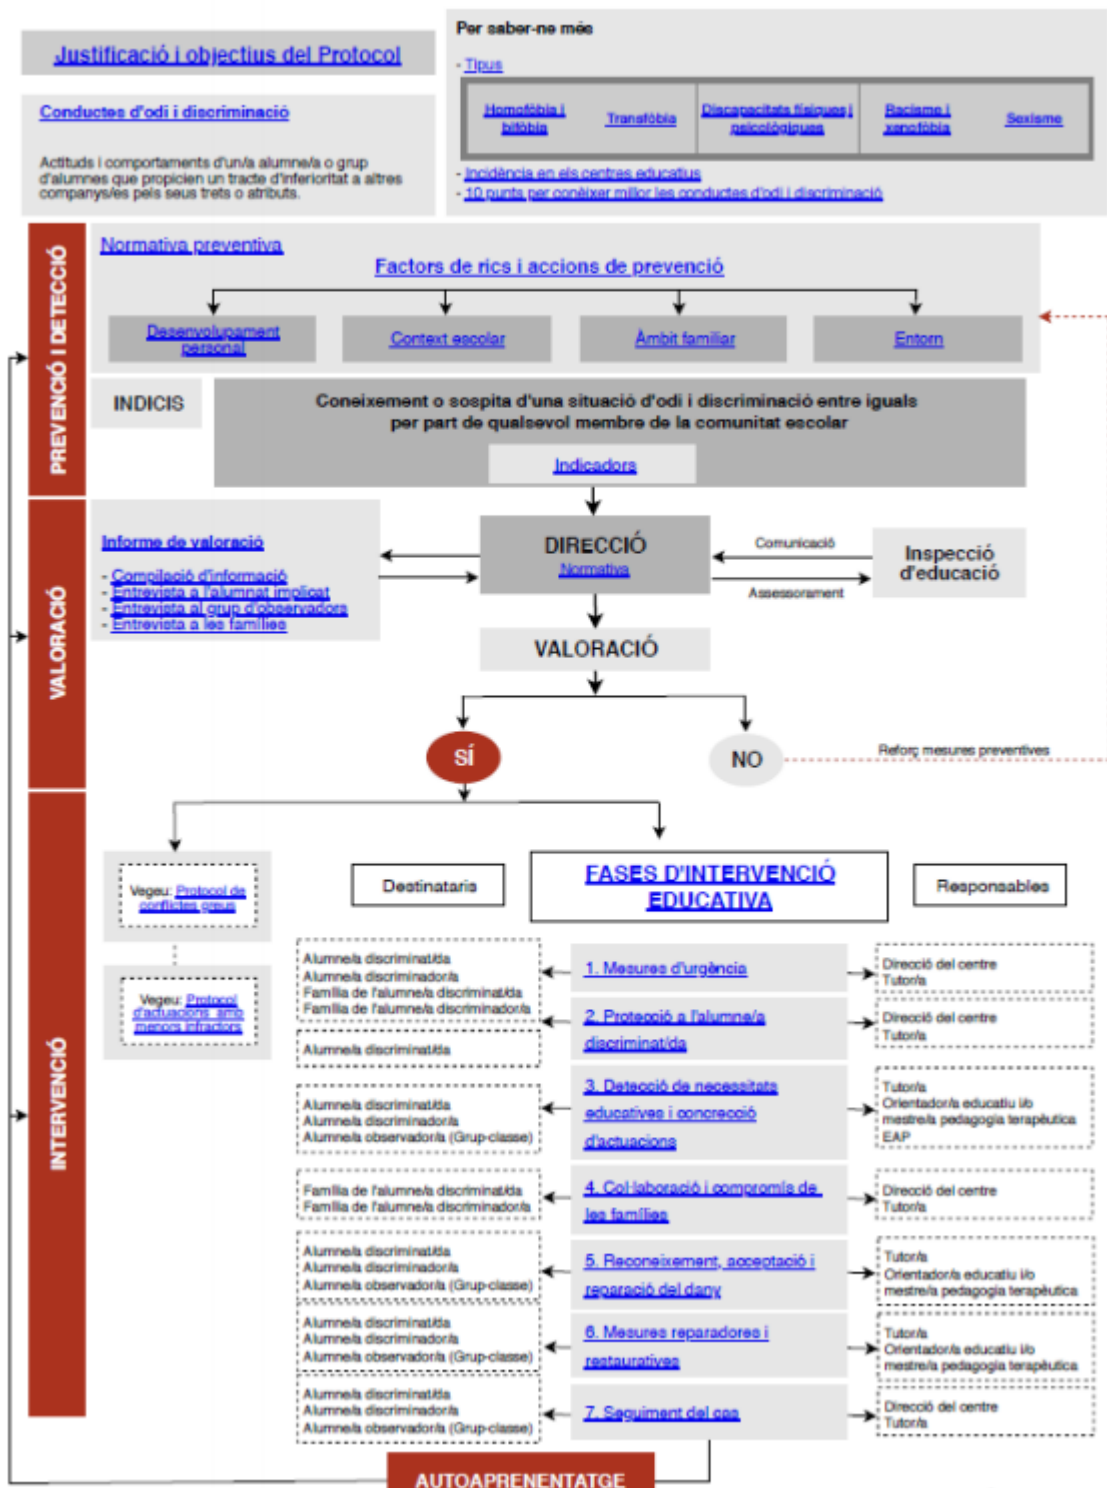 Justificació i objectius del Protocol
Conductes d'odi i discriminació
Actituds i comportaments d'un/a alumne/a o grup
d'alumnes que propicien un tracte d'inferioritat a altres
companys/es pels seus trets o atributs.
Per saber-ne més
- Tipus
Homofòbia i
bifòbia
Transfòbia
Discapacitats físiques i
psicològiques
Racisme i
xenofòbia
Sexisme
- Incidència en els centres educatius
- 10 punts per conèixer millor les conductes d'odi i discriminació
PREVENCIÓ I DETECCIÓ
Normativa preventiva
Factors de rics i accions de prevenció
Desenvolupament
personal
Context escolar
Àmbit familiar
Entorn
INDICIS
Coneixement o sospita d'una situació d'odi i discriminació entre iguals
per part de qualsevol membre de la comunitat escolar
Indicadors
VALORACIÓ
Informe de valoració
- Compilació d'informació
- Entrevista a l'alumnat implicat
- Entrevista al grup d'observadors
- Entrevista a les famílies
DIRECCIÓ
Normativa
Comunicació
Assessorament
Inspecció
d'educació
VALORACIÓ
SÍ
NO
Reforç mesures preventives
INTERVENCIÓ
Vegeu: Protocol de
conflictes greus
Vegeu: Protocol
d'actuacions amb
menors infractors
Destinataris
FASES D'INTERVENCIÓ
EDUCATIVA
Responsables
Alumne/a discriminat/da
Alumne/a discriminador/a
Família de l'alumne/a discriminat/da
Família de l'alumne/a discriminador/a
1. Mesures d'urgència
Direcció del centre
Tutor/a
Alumne/a discriminat/da
2. Protecció a l'alumne/a
discriminat/da
Direcció del centre
Tutor/a
Alumne/a discriminat/da
Alumne/a discriminador/a
Alumne/a observador/a (Grup-classe)
3. Detecció de necessitats
educatives i concreció
d'actuacions
Tutor/a
Orientador/a educatiu i/o
mestre/a pedagogia terapèutica
EAP
Família de l'alumne/a discriminat/da
Família de l'alumne/a discriminador/a
4. Col·laboració i compromís de
les famílies
Direcció del centre
Tutor/a
Alumne/a discriminat/da
Alumne/a discriminador/a
Alumne/a observador/a (Grup-classe)
5. Reconeixement, acceptació i
reparació del dany
Tutor/a
Orientador/a educatiu i/o
mestre/a pedagogia terapèutica
Alumne/a discriminat/da
Alumne/a discriminador/a
Alumne/a observador/a (Grup-classe)
6. Mesures reparadores i
restauratives
Tutor/a
Orientador/a educatiu i/o
mestre/a pedagogia terapèutica
Alumne/a discriminat/da
Alumne/a discriminador/a
Alumne/a observador/a (Grup-classe)
7. Seguiment del cas
Direcció del centre
Tutor/a
AUTOAPRENENTATGE